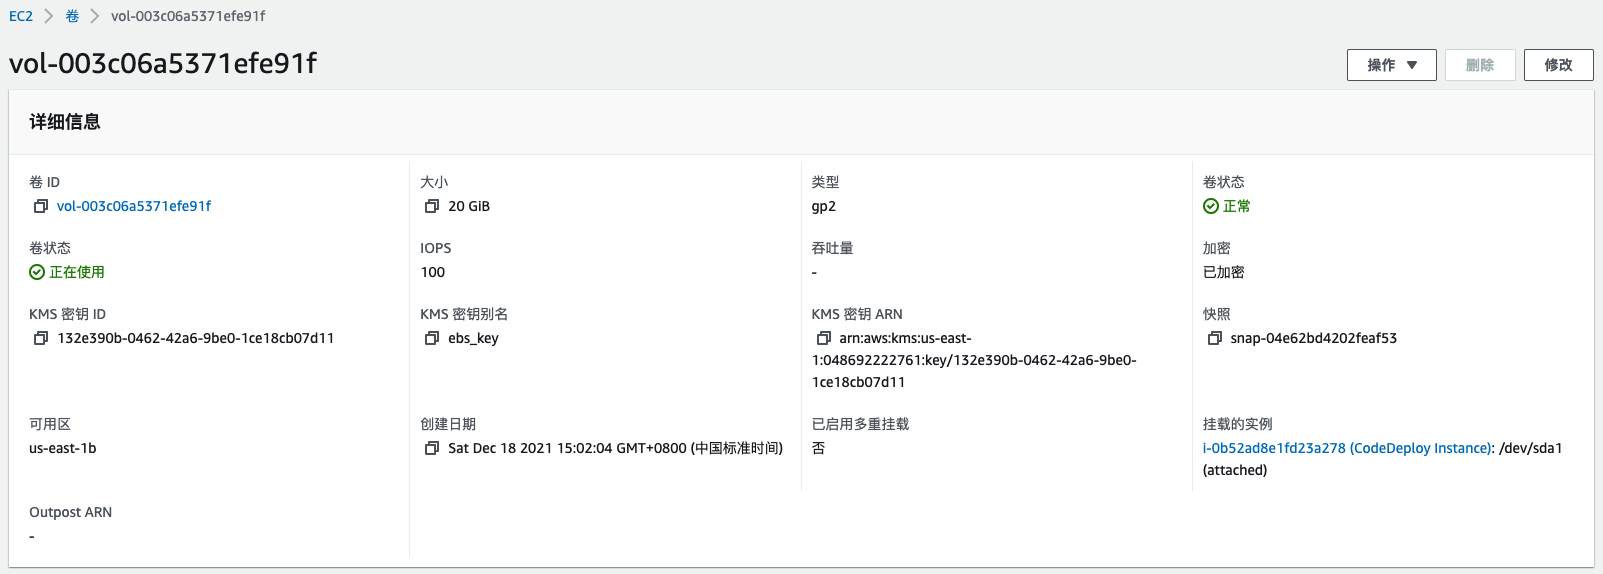 EC2 > 卷 > vol-003c06a5371efe91f
vol-003c06a5371efe91f
操作 ▼ 删除 修改
详细信息
卷 ID
vol-003c06a5371efe91f
大小
20 GiB
类型
gp2
卷状态
正常
卷状态
正在使用
IOPS
100
吞吐量
-
加密
已加密
KMS 密钥 ID
132e390b-0462-42a6-9be0-1ce18cb07d11
KMS 密钥别名
ebs_key
KMS 密钥 ARN
arn:aws:kms:us-east-
1:048692222761:key/132e390b-0462-42a6-9be0-
1ce18cb07d11
快照
snap-04e62bd4202feaf53
可用区
us-east-1b
创建日期
Sat Dec 18 2021 15:02:04 GMT+0800 (中国标准时间)
已启用多重挂载
否
挂载的实例
i-0b52ad8e1fd23a278 (CodeDeploy Instance): /dev/sda1
(attached)
Outpost ARN
-